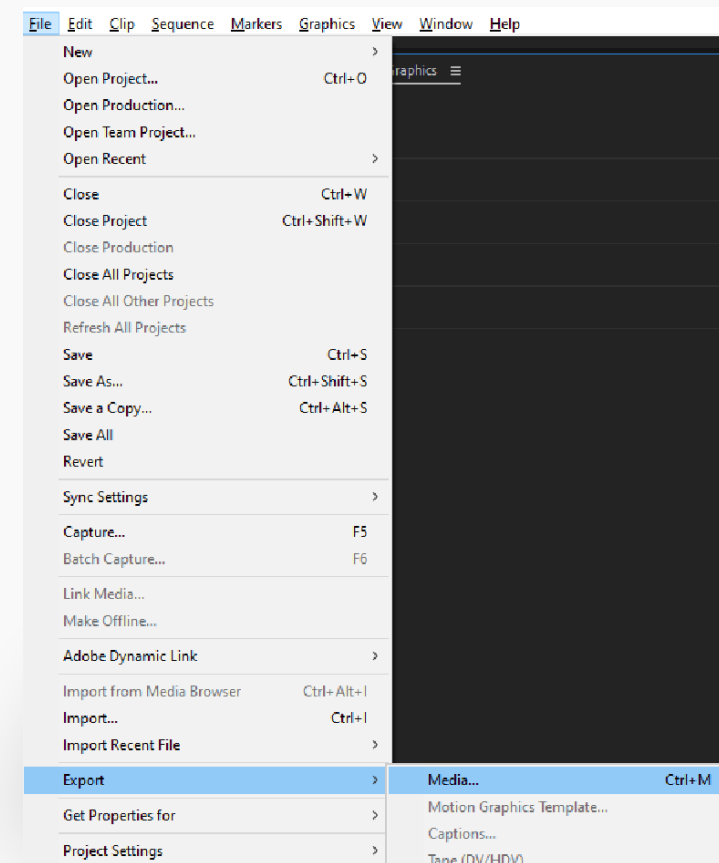 File Edit Clip Sequence Markers Graphics View Window Help
New >
Open Project... Ctrl+O
Open Production...
Open Team Project...
Open Recent >
Close Ctrl+W
Close Project Ctrl+Shift+W
Close Production
Close All Projects
Close All Other Projects
Refresh All Projects
Save Ctrl+S
Save As... Ctrl+Shift+S
Save a Copy... Ctrl+Alt+S
Save All
Revert
Sync Settings >
Capture... F5
Batch Capture... F6
Link Media...
Make Offline...
Adobe Dynamic Link >
Import from Media Browser Ctrl+Alt+I
Import... Ctrl+I
Import Recent File >
Export >
Get Properties for >
Project Settings >
raphics
Media... Ctrl+M
Motion Graphics Template...
Captions...
Tape (DV/HDV)